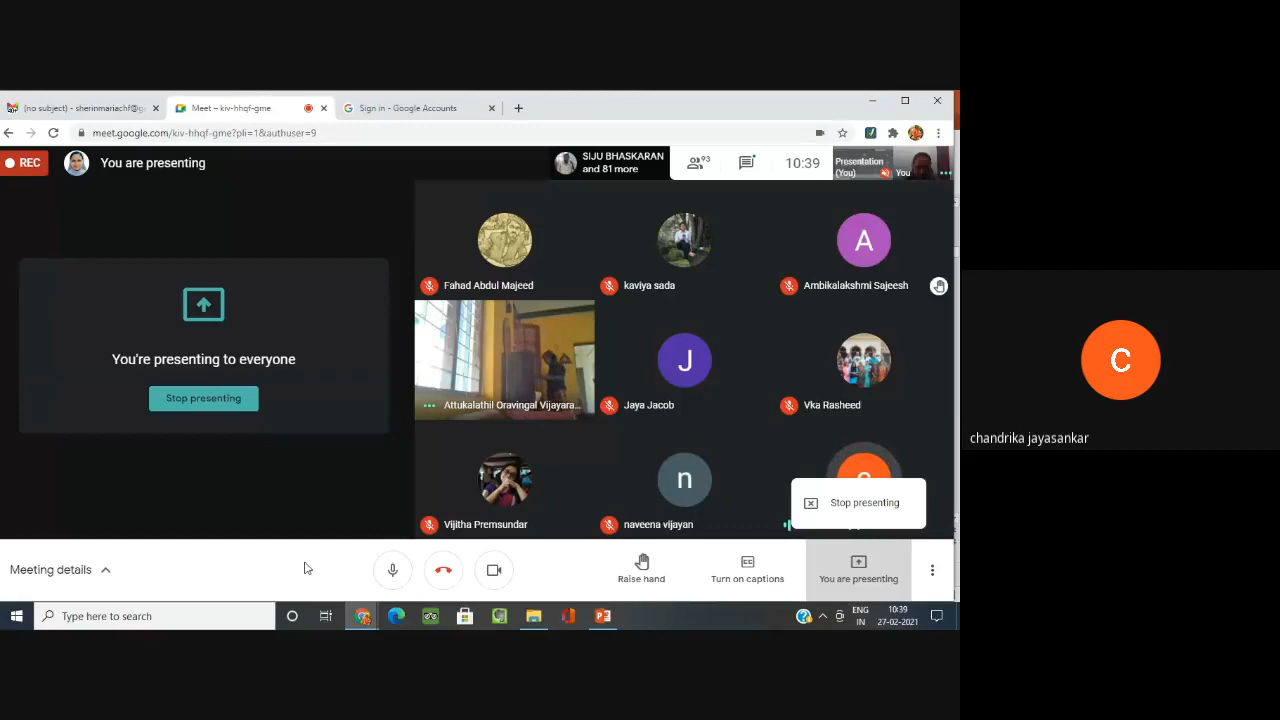 (no subject) - sherinmariachf@g
Meet – kiv-hhqf-gme
Sign in - Google Accounts
meet.google.com/kiv-hhqf-gme?pli=1&authuser=9
REC
You are presenting
SIJU BHASKARAN
and 81 more
93
10:39
Presentation
(You)
You
Fahad Abdul Majeed
kaviya sada
A
Ambikalakshmi Sajeesh
You're presenting to everyone
Stop presenting
Attukalathil Oravingal Vijayara...
J
Jaya Jacob
Vka Rasheed
C
chandrika jayasankar
Vijitha Premsundar
n
naveena vijayan
Stop presenting
Meeting details
Raise hand
CC
Turn on captions
You are presenting
Type here to search
ENG
IN
10:39
27-02-2021